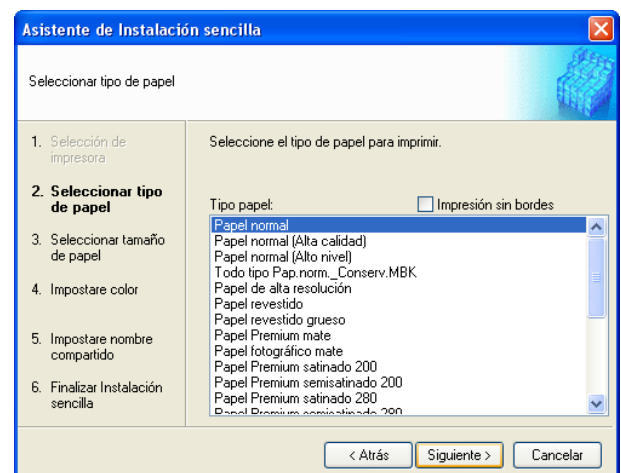 Asistente de Instalación sencilla
Seleccionar tipo de papel
1. Selección de
impresora
2. Seleccionar tipo
de papel
3. Seleccionar tamaño
de papel
4. Impostare color
5. Impostare nombre
compartido
6. Finalizar Instalación
sencilla
Seleccione el tipo de papel para imprimir.
Tipo papel:
Impresión sin bordes
Papel normal
Papel normal (Alta calidad)
Papel normal (Alto nivel)
Todo tipo Pap.norm._Conserv.MBK
Papel de alta resolución
Papel revestido
Papel revestido grueso
Papel Premium mate
Papel fotográfico mate
Papel Premium satinado 200
Papel Premium semisatinado 200
Papel Premium satinado 280
Papel Premium semisatinado 280
< Atrás
Siguiente >
Cancelar